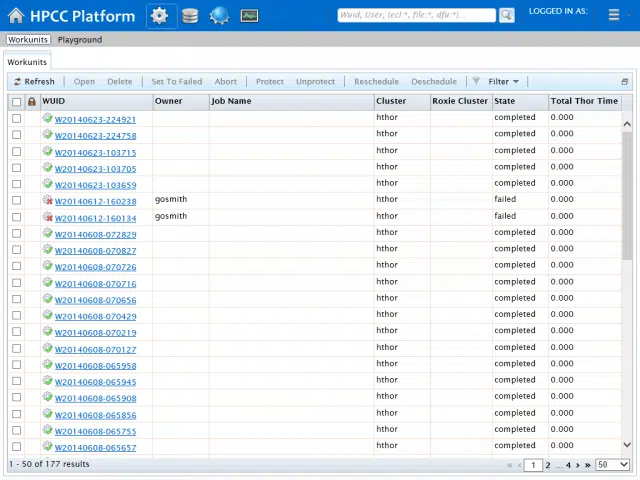 HPCC Platform Wuid, User, (ecl *, file *, dfu *,... LOGGED IN AS:
Workunits Playground
Workunits
Refresh Open Delete Set To Failed Abort Protect Unprotect Reschedule Deschedule Filter
WUID Owner Job Name Cluster Roxie Cluster State Total Thor Time
W20140623-224921 hthor completed 0.000
W20140623-224758 hthor completed 0.000
W20140623-103715 hthor completed 0.000
W20140623-103705 hthor completed 0.000
W20140623-103659 hthor completed 0.000
W20140612-160238 gosmith hthor failed 0.000
W20140612-160134 gosmith hthor failed 0.000
W20140608-072829 hthor completed 0.000
W20140608-070827 hthor completed 0.000
W20140608-070726 hthor completed 0.000
W20140608-070716 hthor completed 0.000
W20140608-070656 hthor completed 0.000
W20140608-070429 hthor completed 0.000
W20140608-070219 hthor completed 0.000
W20140608-070127 hthor completed 0.000
W20140608-065958 hthor completed 0.000
W20140608-065945 hthor completed 0.000
W20140608-065908 hthor completed 0.000
W20140608-065856 hthor completed 0.000
W20140608-065755 hthor completed 0.000
W20140608-065657 hthor completed 0.000
1 - 50 of 177 results « ‹ 1 2 ... 4 › » 50